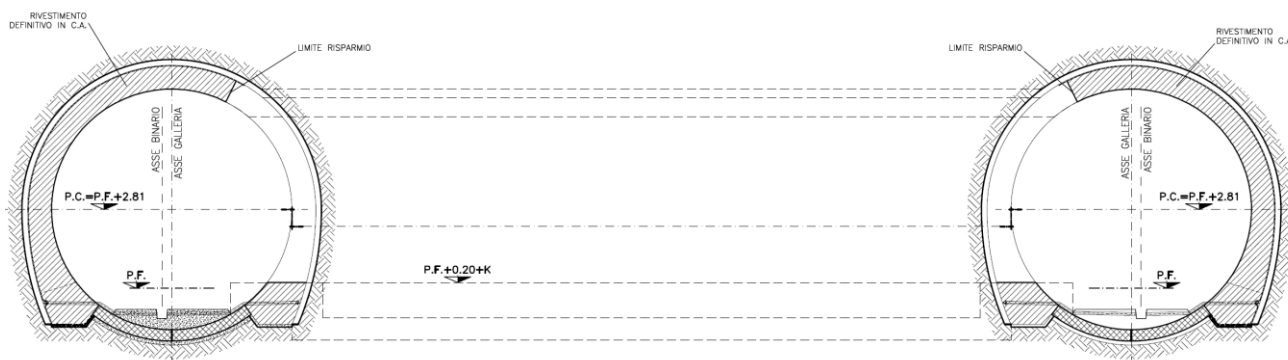 RIVESTIMENTO
DEFINITIVO IN C.A.
LIMITE RISPARMIO
ASSE BINARIO
ASSE GALLERIA
P.C.=P.F.+2.81
P.F.
P.F.+0.20+K
LIMITE RISPARMIO
RIVESTIMENTO
DEFINITIVO IN C.A
ASSE GALLERIA
ASSE BINARIO
P.C.=P.F.+2.81
P.F.